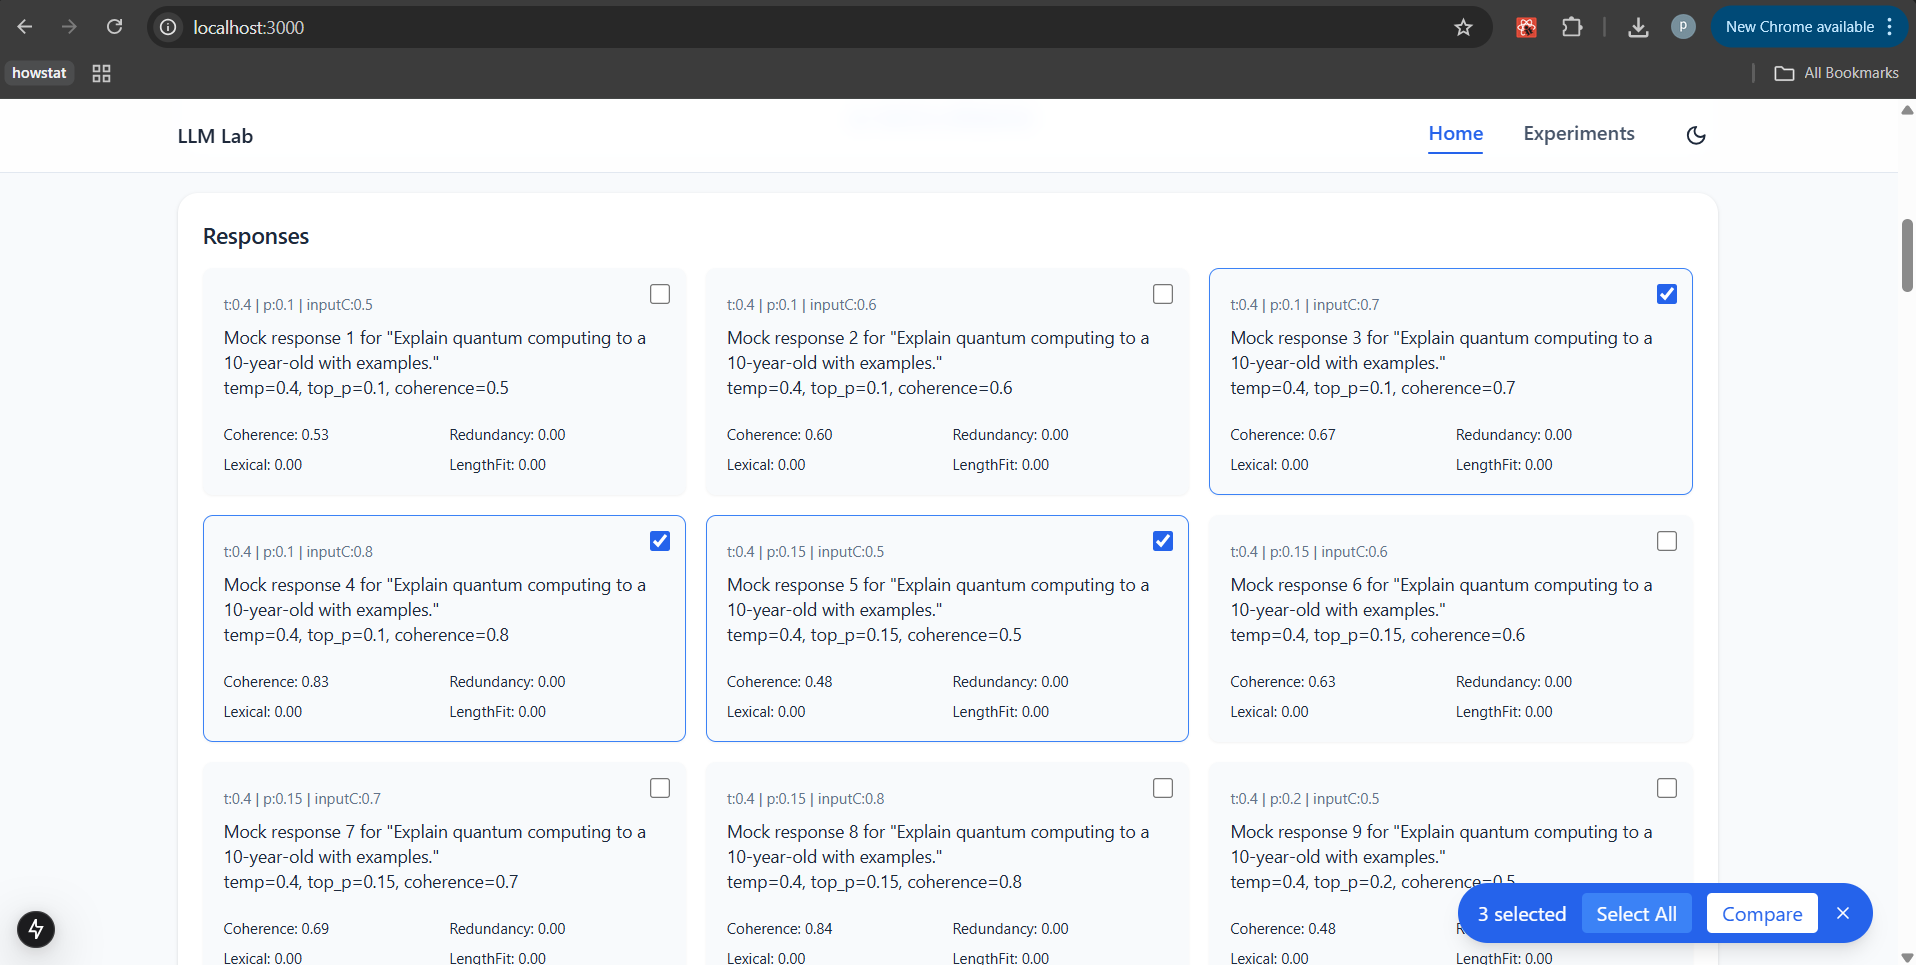 localhost:3000
P
New Chrome available
howstat
All Bookmarks
LLM Lab
Home
Experiments
Responses
t:0.4 | p:0.1 | inputC:0.5
Mock response 1 for "Explain quantum computing to a
10-year-old with examples."
temp=0.4, top_p=0.1, coherence=0.5
Coherence: 0.53
Redundancy: 0.00
Lexical: 0.00
LengthFit: 0.00
t:0.4 | p:0.1 | inputC:0.6
Mock response 2 for "Explain quantum computing to a
10-year-old with examples."
temp=0.4, top_p=0.1, coherence=0.6
Coherence: 0.60
Redundancy: 0.00
Lexical: 0.00
LengthFit: 0.00
t:0.4 | p:0.1 | inputC:0.7
Mock response 3 for "Explain quantum computing to a
10-year-old with examples."
temp=0.4, top_p=0.1, coherence=0.7
Coherence: 0.67
Redundancy: 0.00
Lexical: 0.00
LengthFit: 0.00
t:0.4 | p:0.1 | inputC:0.8
Mock response 4 for "Explain quantum computing to a
10-year-old with examples."
temp=0.4, top_p=0.1, coherence=0.8
Coherence: 0.83
Redundancy: 0.00
Lexical: 0.00
LengthFit: 0.00
t:0.4 | p:0.15 | inputC:0.5
Mock response 5 for "Explain quantum computing to a
10-year-old with examples."
temp=0.4, top_p=0.15, coherence=0.5
Coherence: 0.48
Redundancy: 0.00
Lexical: 0.00
LengthFit: 0.00
t:0.4 | p:0.15 | inputC:0.6
Mock response 6 for "Explain quantum computing to a
10-year-old with examples."
temp=0.4, top_p=0.15, coherence=0.6
Coherence: 0.63
Redundancy: 0.00
Lexical: 0.00
LengthFit: 0.00
t:0.4 | p:0.15 | inputC:0.7
Mock response 7 for "Explain quantum computing to a
10-year-old with examples."
temp=0.4, top_p=0.15, coherence=0.7
Coherence: 0.69
Redundancy: 0.00
Lexical: 0.00
LengthFit: 0.00
t:0.4 | p:0.15 | inputC:0.8
Mock response 8 for "Explain quantum computing to a
10-year-old with examples."
temp=0.4, top_p=0.15, coherence=0.8
Coherence: 0.84
Redundancy: 0.00
Lexical: 0.00
LengthFit: 0.00
t:0.4 | p:0.2 | inputC:0.5
Mock response 9 for "Explain quantum computing to a
10-year-old with examples."
temp=0.4, top_p=0.2, coherence=0.5
Coherence: 0.48
Lexical: 0.00
LengthFit: 0.00
3 selected
Select All
Compare